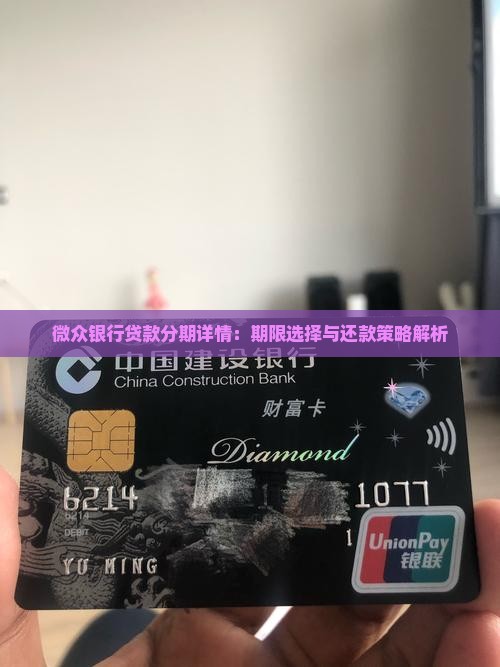 微众银行贷款分期详情：期限选择与还款策略解析
中国建设银行
China Construction Bank
财富卡
Diamond
6214 1077
6214
DEBIT
1
YU MING
UnionPay
银联